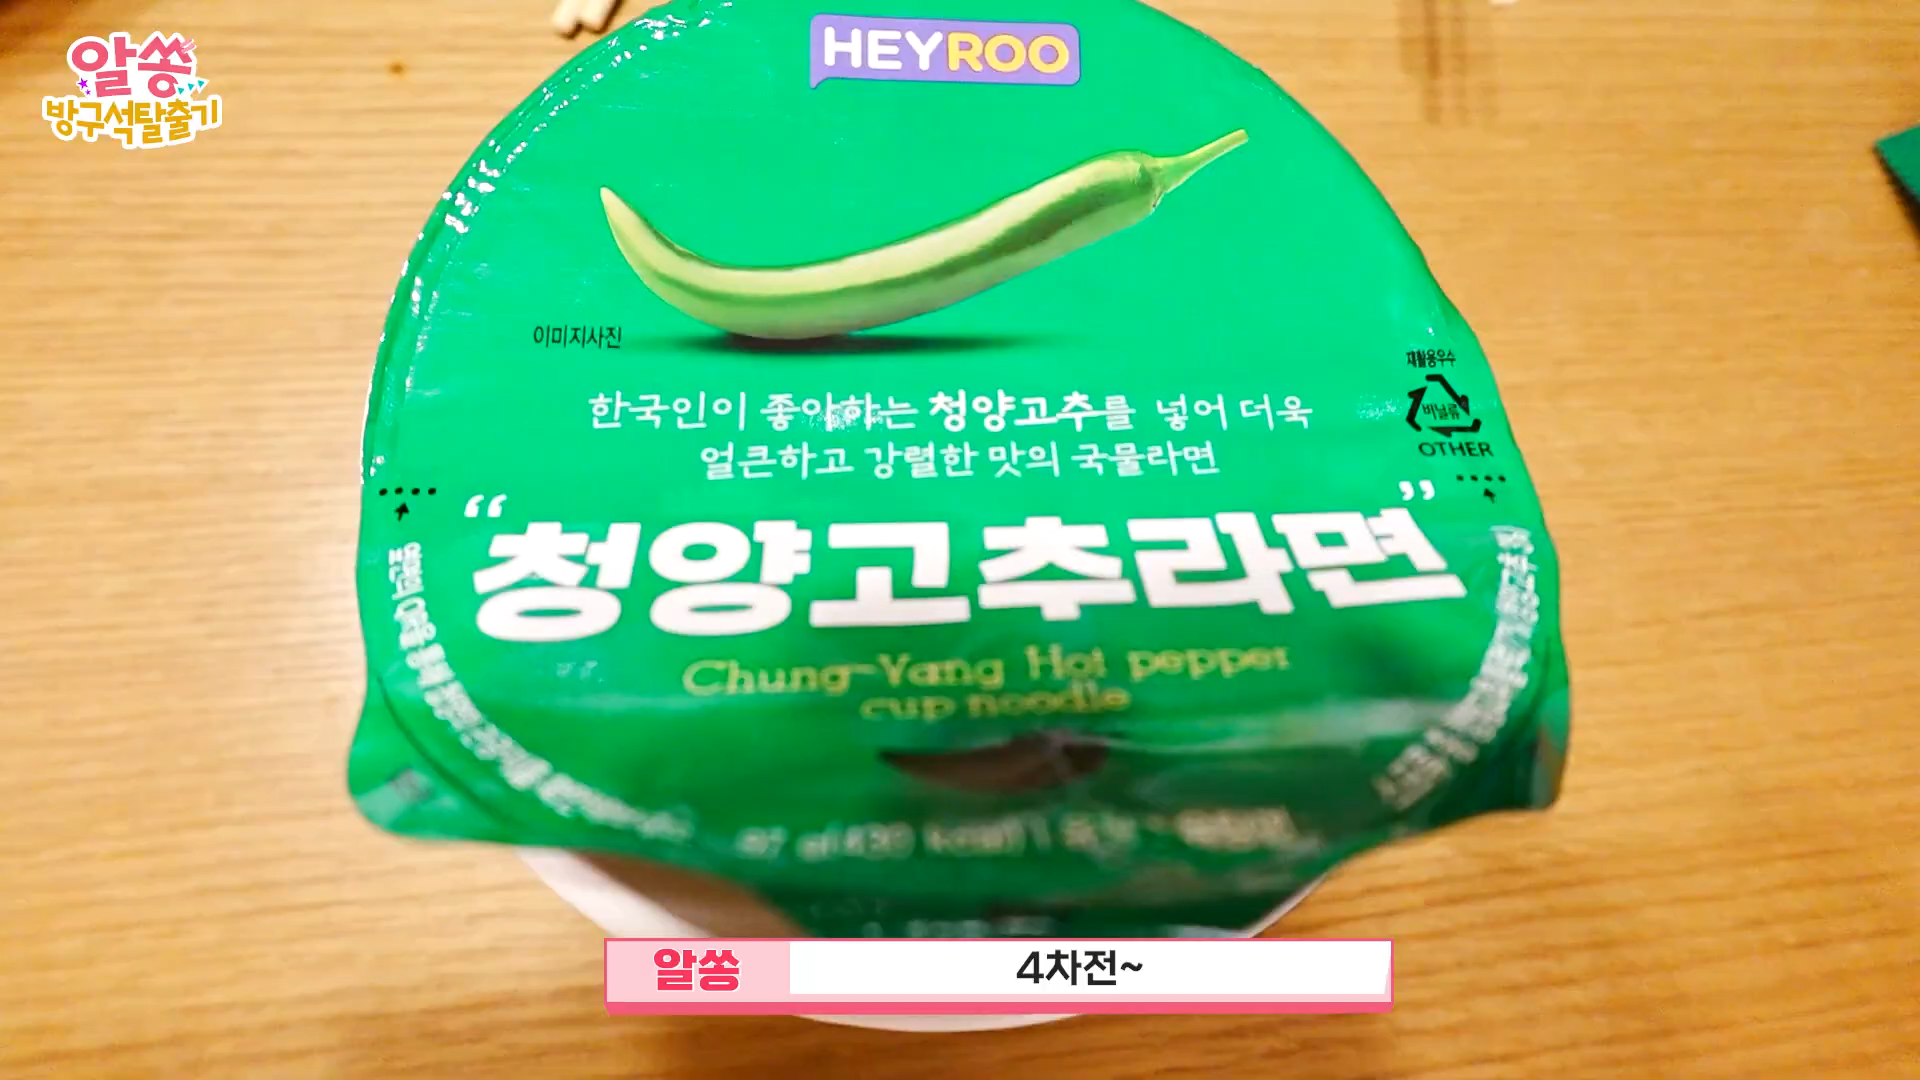 알쏭
방구석탈출기
HEYROO
이미지사진
재활용우수
비닐류
OTHER
한국인이 좋아하는 청양고추를 넣어 더욱
얼큰하고 강렬한 맛의 국물라면
“청양고추라면”
Chung-Yang Hot pepper
cup noodle
알쏭
4차전~